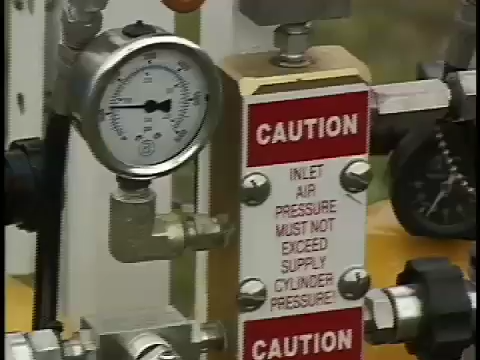 CAUTION
INLET
AIR
PRESSURE
MUST NOT
EXCEED
SUPPLY
CYLINDER
PRESSURE!
CAUTION